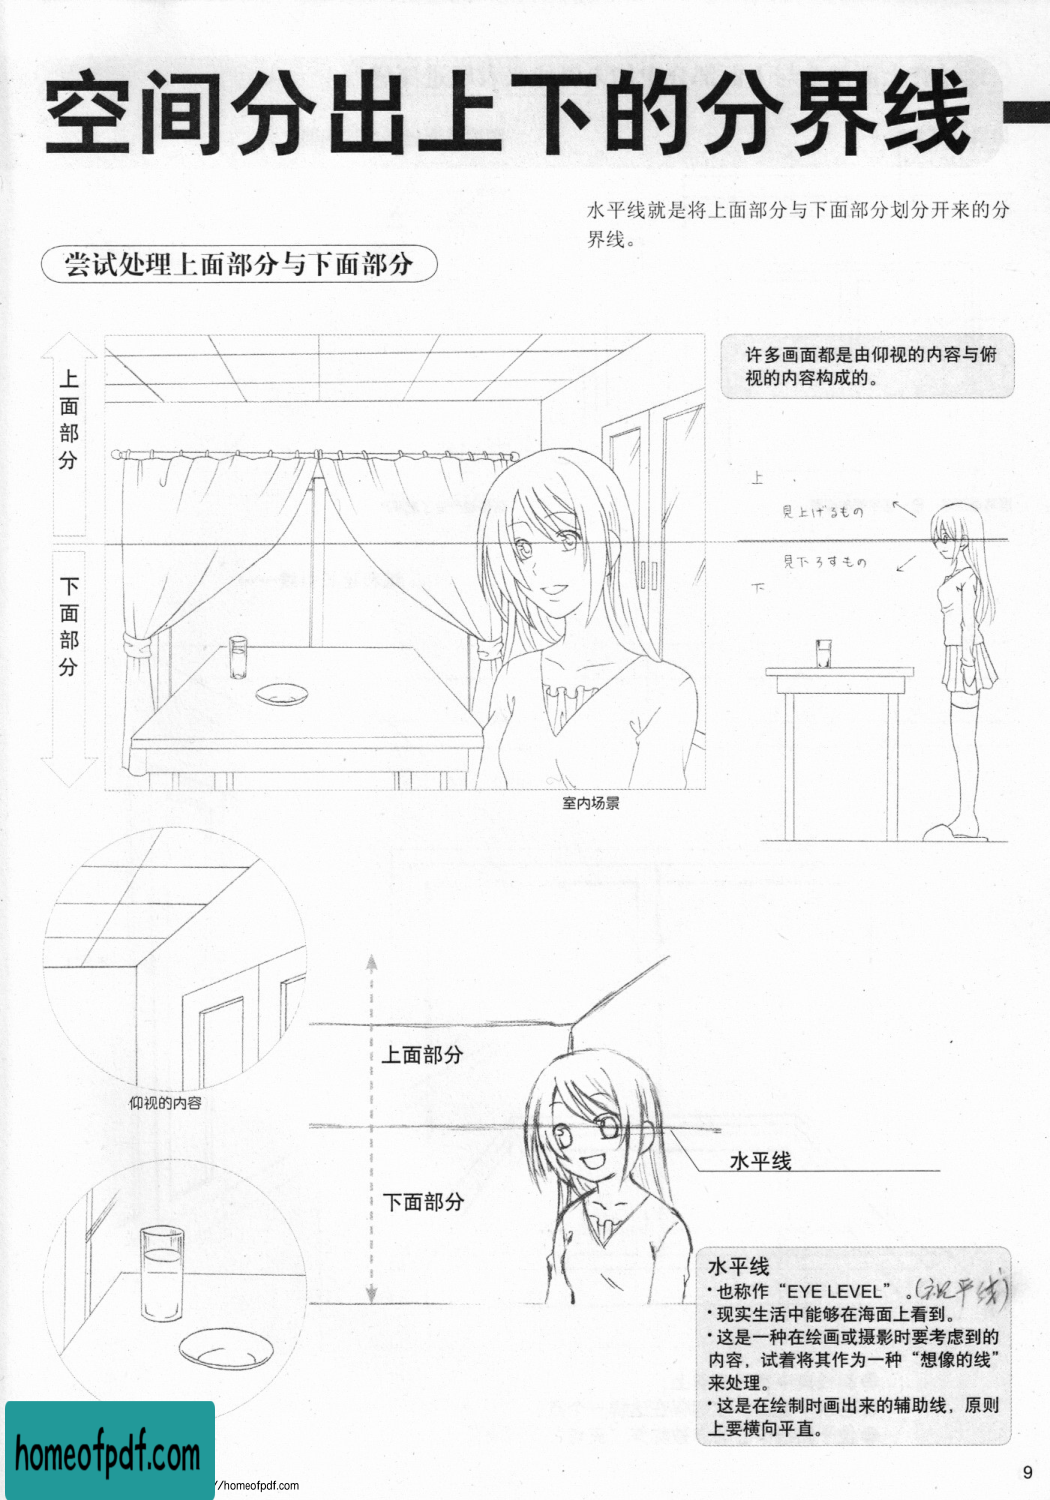 空间分出上下的分界线
水平线就是将上面部分与下面部分划分开来的分
界线。
尝试处理上面部分与下面部分
上面部分
下面部分
许多画面都是由仰视的内容与俯
视的内容构成的。
上
見上げるもの
見下ろすもの
下
室内场景
仰视的内容
上面部分
水平线
下面部分
水平线
·也称作“EYE LEVEL”。(视平线)
·现实生活中能够在海面上看到。
·这是一种在绘画或摄影时要考虑到的
内容，试着将其作为一种“想像的线”
来处理。
·这是在绘制时画出来的辅助线，原则
上要横向平直。
homeofpdf.com
//homeofpdf.com
9